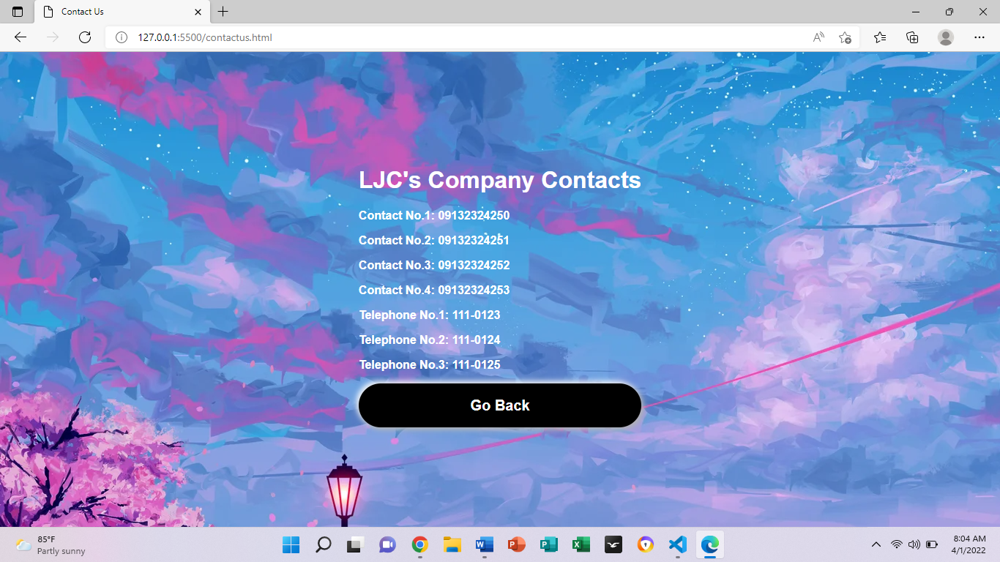 Contact Us
127.0.0.1:5500/contactus.html
LJC's Company Contacts
Contact No.1: 09132324250
Contact No.2: 09132324251
Contact No.3: 09132324252
Contact No.4: 09132324253
Telephone No.1: 111-0123
Telephone No.2: 111-0124
Telephone No.3: 111-0125
Go Back
85°F
Partly sunny
8:04 AM
4/1/2022